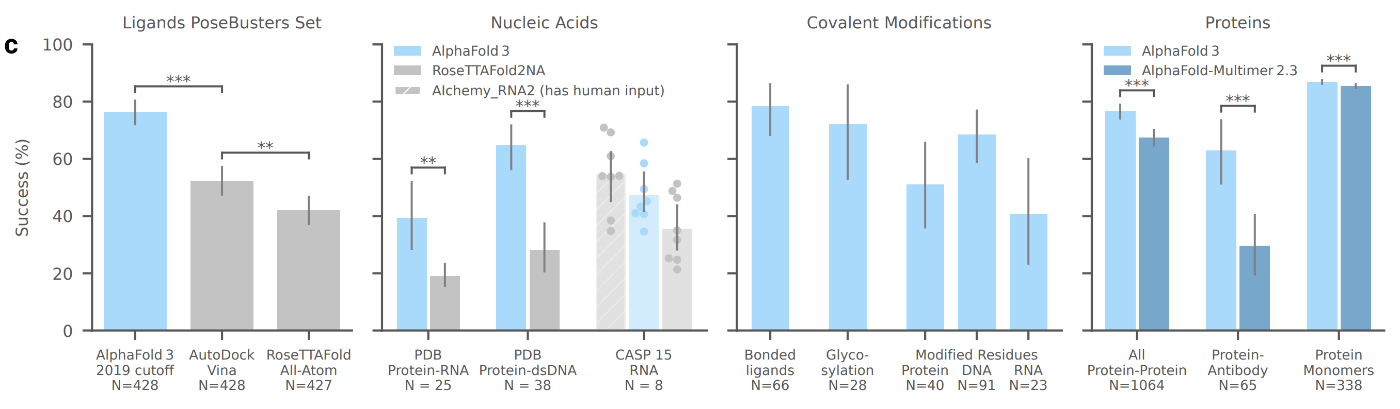 c
Ligands PoseBusters Set
Success (%)
100
80
60
40
20
0
***
**
AlphaFold 3
2019 cutoff
N=428
AutoDock
Vina
N=428
RoseTTAFold
All-Atom
N=427
Nucleic Acids
AlphaFold 3
RoseTTAFold2NA
Alchemy_RNA2 (has human input)
**
***
PDB
Protein-RNA
N = 25
PDB
Protein-dsDNA
N = 38
CASP 15
RNA
N = 8
Covalent Modifications
Bonded
ligands
N=66
Glyco-
sylation
N=28
Modified Residues
Protein DNA RNA
N=40 N=91 N=23
Proteins
AlphaFold 3
AlphaFold-Multimer 2.3
***
***
***
All
Protein-Protein
N=1064
Protein-
Antibody
N=65
Protein
Monomers
N=338